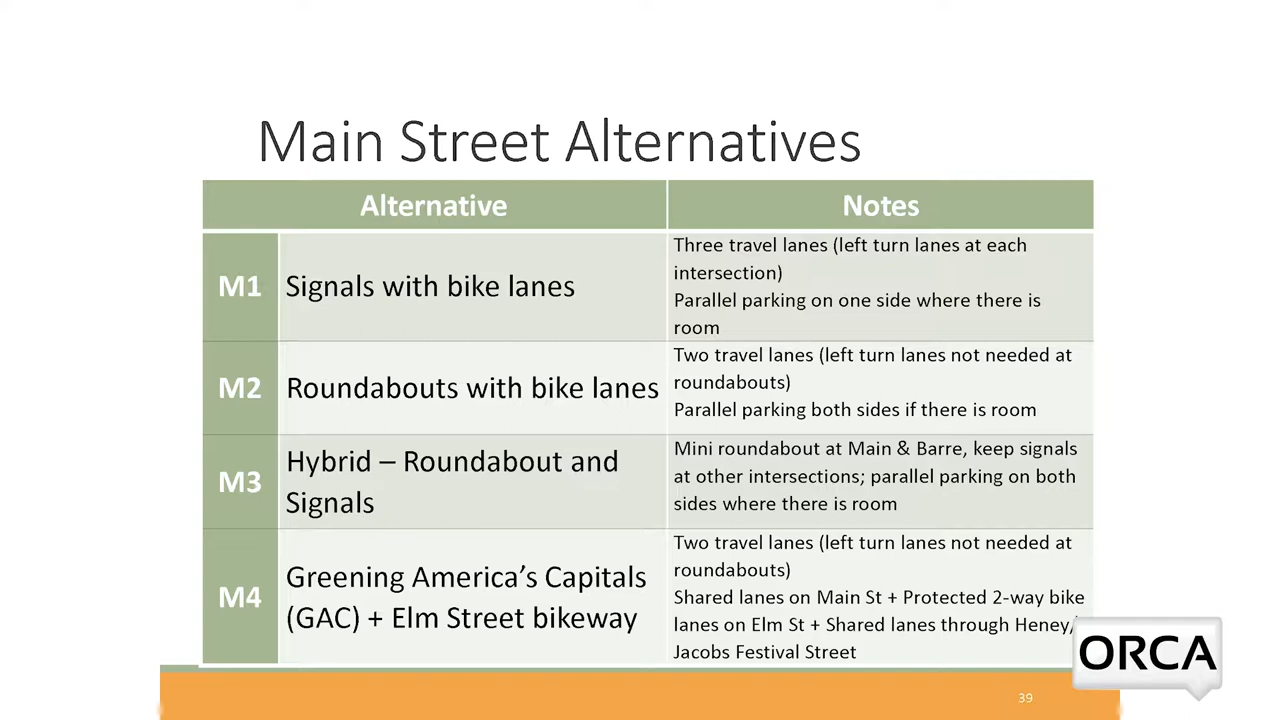 Main Street Alternatives
Alternative
Notes
M1
Signals with bike lanes
Three travel lanes (left turn lanes at each
intersection)
Parallel parking on one side where there is
room
M2
Roundabouts with bike lanes
Two travel lanes (left turn lanes not needed at
roundabouts)
Parallel parking both sides if there is room
M3
Hybrid – Roundabout and
Signals
Mini roundabout at Main & Barre, keep signals
at other intersections; parallel parking on both
sides where there is room
M4
Greening America's Capitals
(GAC) + Elm Street bikeway
Two travel lanes (left turn lanes not needed at
roundabouts)
Shared lanes on Main St + Protected 2-way bike
lanes on Elm St + Shared lanes through Heney/
Jacobs Festival Street
39
ORCA